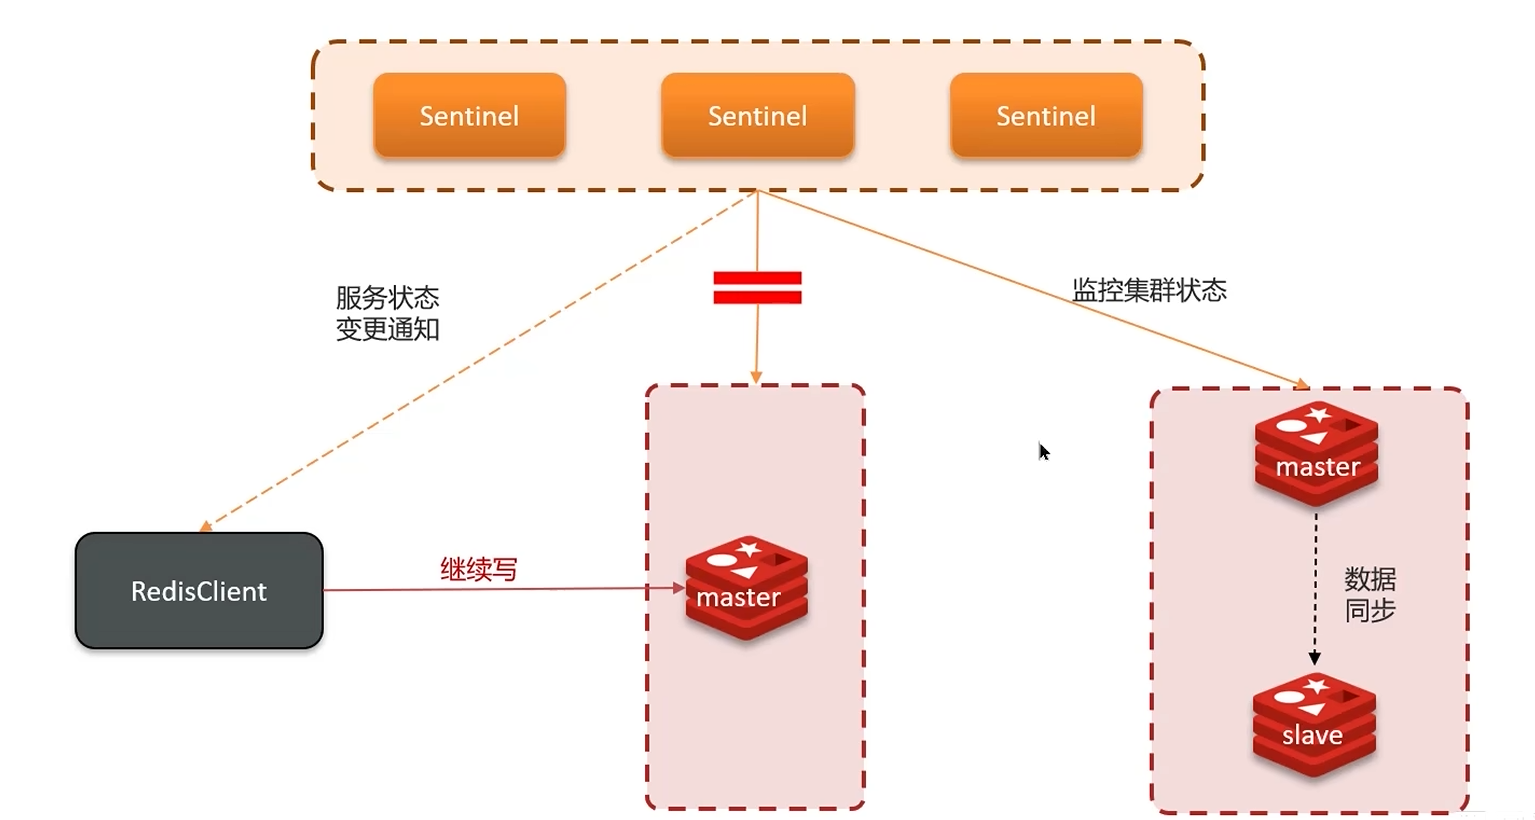 Sentinel
Sentinel
Sentinel
服务状态
变更通知
监控集群状态
master
RedisClient
继续写
master
数据
同步
slave